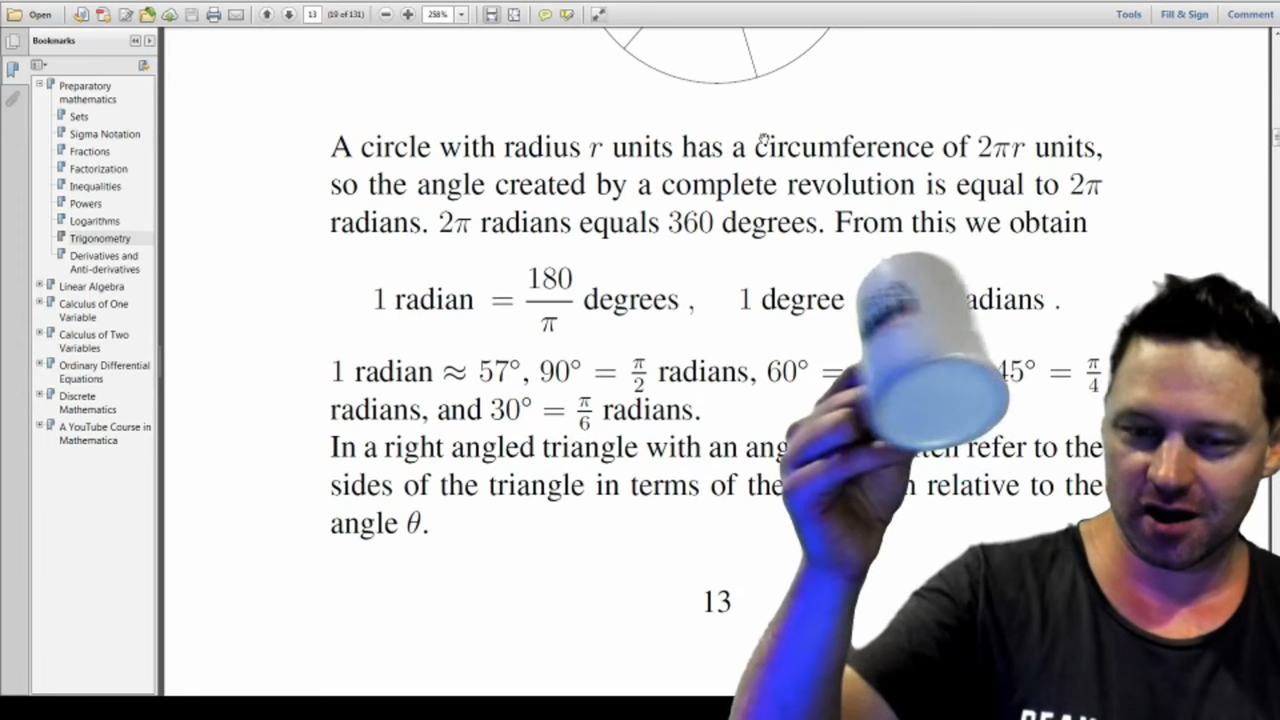 Open
13
(19 of 131)
258%
Tools
Fill & Sign
Comment
Bookmarks
Preparatory
mathematics
Sets
Sigma Notation
Fractions
Factorization
Inequalities
Powers
Logarithms
Trigonometry
Derivatives and
Anti-derivatives
Linear Algebra
Calculus of One
Variable
Calculus of Two
Variables
Ordinary Differential
Equations
Discrete
Mathematics
A YouTube Course in
Mathematica
A circle with radius r units has a circumference of 2πr units,
so the angle created by a complete revolution is equal to 2π
radians. 2π radians equals 360 degrees. From this we obtain
1 radian = 180/π degrees , 1 degree adians .
1 radian ≈ 57°, 90° = π/2 radians, 60° = 45° = π/4
radians, and 30° = π/6 radians.
In a right angled triangle with an ang refer to the
sides of the triangle in terms of the relative to the
angle θ.
13